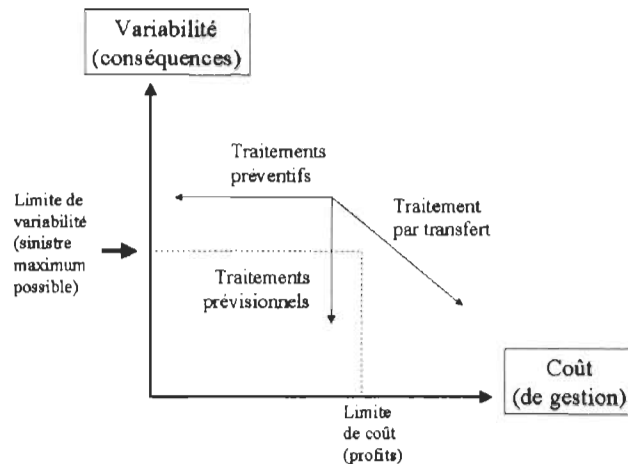 Variabilité
(conséquences)
Traitements
préventifs
Traitement
par transfert
Limite de
variabilité
(sinistre
maximum
possible)
Traitements
prévisionnels
Coût
(de gestion)
Limite
de coût
(profits)